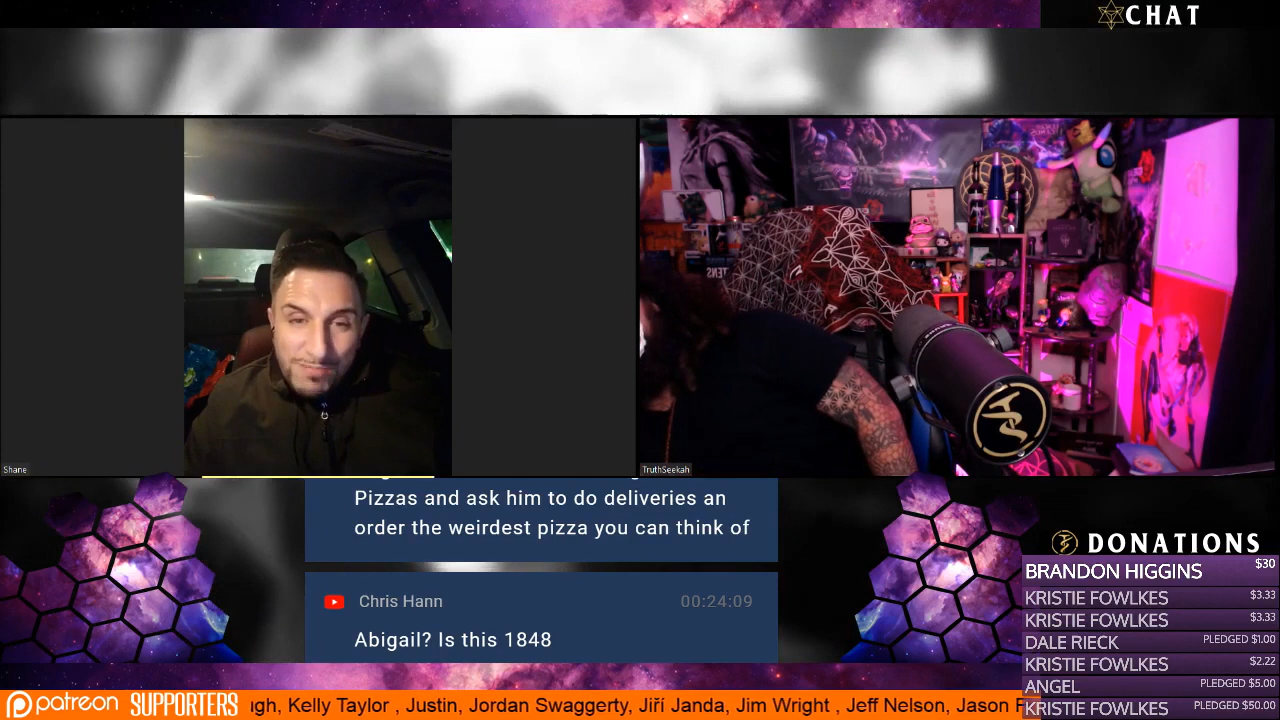 CHAT
Shane
TruthSeekah
Pizzas and ask him to do deliveries an
order the weirdest pizza you can think of
Chris Hann
00:24:09
Abigail? Is this 1848
DONATIONS
BRANDON HIGGINS $30
KRISTIE FOWLKES $3.33
KRISTIE FOWLKES $3.33
DALE RIECK PLEDGED $1.00
KRISTIE FOWLKES $2.22
ANGEL PLEDGED $5.00
KRISTIE FOWLKES PLEDGED $50.00
patreon SUPPORTERS
Kelly Taylor , Justin, Jordan Swaggerty, Jiří Janda, Jim Wright , Jeff Nelson, Jason